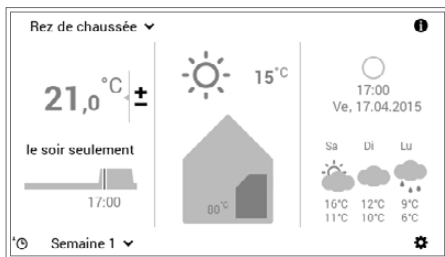 Rez de chaussée
21,0 °C ±
le soir seulement
17:00
15°C
80°C
17:00
Ve, 17.04.2015
Sa Di Lu
16°C 12°C 9°C
11°C 10°C 6°C
Semaine 1